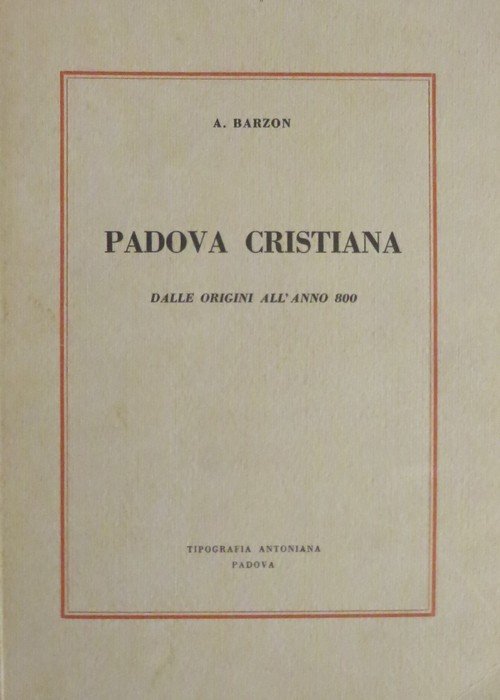 A. BARZON
PADOVA CRISTIANA
DALLE ORIGINI ALL'ANNO 800
TIPOGRAFIA ANTONIANA
PADOVA